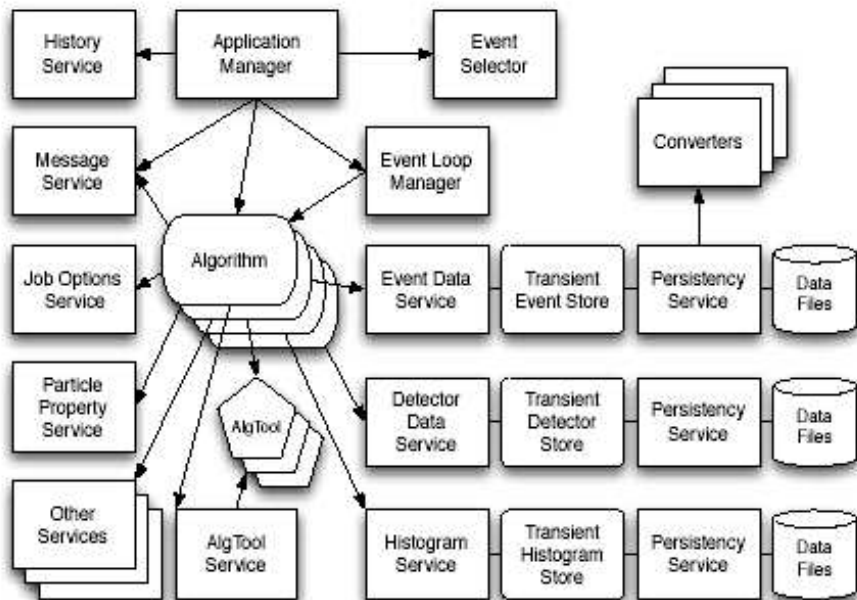 History
Service
Application
Manager
Event
Selector
Message
Service
Event Loop
Manager
Converters
Algorithm
Job Options
Service
Event Data
Service
Transient
Event Store
Persistency
Service
Data
Files
Particle
Property
Service
AlgTool
Detector
Data
Service
Transient
Detector
Store
Persistency
Service
Data
Files
Other
Services
AlgTool
Service
Histogram
Service
Transient
Histogram
Store
Persistency
Service
Data
Files